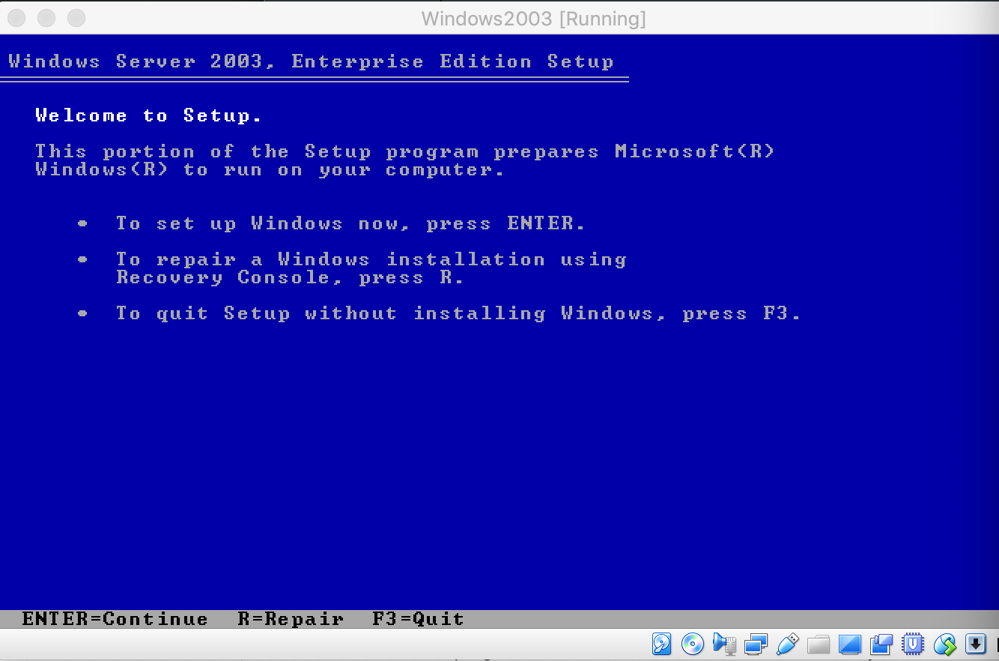 Windows2003 [Running]
Windows Server 2003, Enterprise Edition Setup
Welcome to Setup.
This portion of the Setup program prepares Microsoft(R)
Windows(R) to run on your computer.
• To set up Windows now, press ENTER.
• To repair a Windows installation using
Recovery Console, press R.
• To quit Setup without installing Windows, press F3.
ENTER=Continue R=Repair F3=Quit